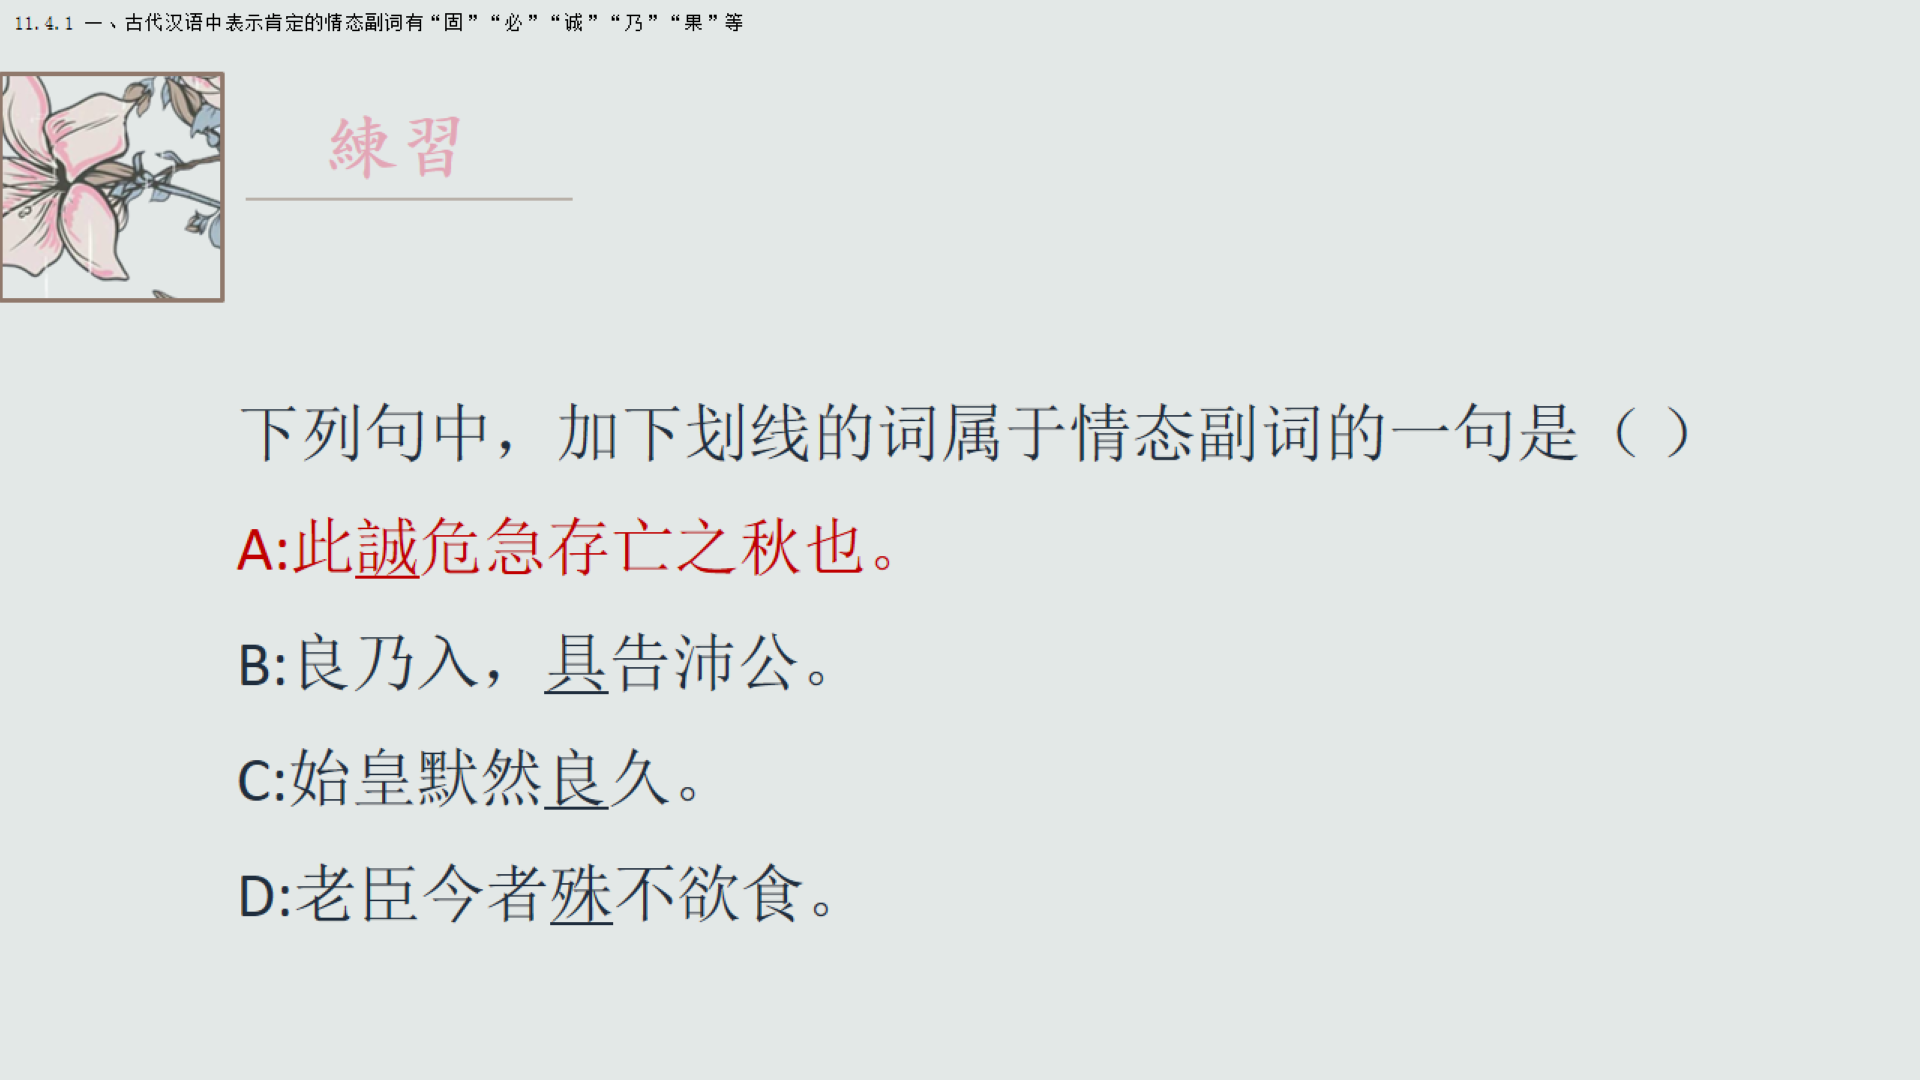 11.4.1 一、古代汉语中表示肯定的情态副词有“固”“必”“诚”“乃”“果”等
練習
下列句中，加下划线的词属于情态副词的一句是（ ）
A:此誠危急存亡之秋也。
B:良乃入，具告沛公。
C:始皇默然良久。
D:老臣今者殊不欲食。